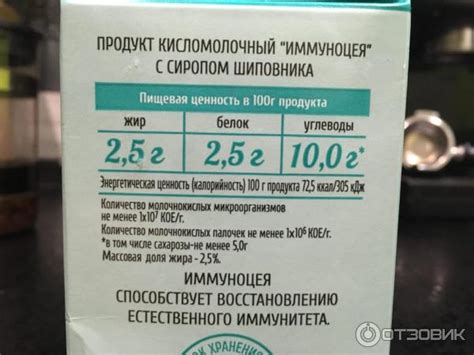 ПРОДУКТ КИСЛОМОЛОЧНЫЙ "ИММУНОЦЕЯ"
С СИРОПОМ ШИПОВНИКА
Пищевая ценность в 100г продукта
жир белок углеводы
2,5 г 2,5 г 10,0 г*
Энергетическая ценность (калорийность) 100 г продукта 72,5 ккал/305 кДж
Количество молочнокислых микроорганизмов
не менее 1х10⁷ КОЕ/г.
Количество молочнокислых палочек не менее 1х10⁶ КОЕ/г.
*в том числе сахарозы-не менее 5,0г
Массовая доля жира - 2,5%.
ИММУНОЦЕЯ
СПОСОБСТВУЕТ ВОССТАНОВЛЕНИЮ
ЕСТЕСТВЕННОГО ИММУНИТЕТА.
ОК ХРАНЕНИ
ОТЗОВИК